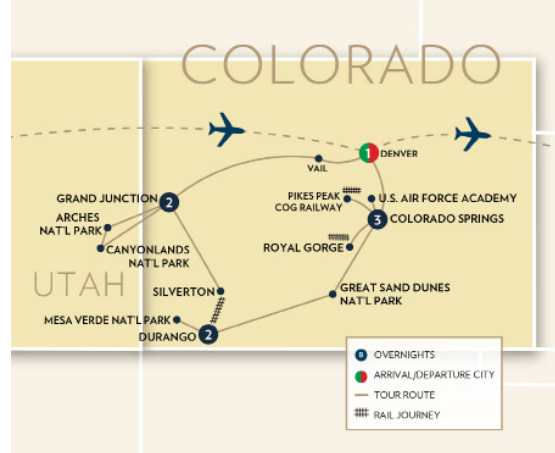 COLORADO
1
DENVER
VAIL
GRAND JUNCTION
2
PIKES PEAK
COG RAILWAY
U.S. AIR FORCE ACADEMY
3
COLORADO SPRINGS
ARCHES
NAT'L PARK
CANYONLANDS
NAT'L PARK
ROYAL GORGE
UTAH
SILVERTON
GREAT SAND DUNES
NAT'L PARK
MESA VERDE NAT'L PARK
DURANGO
2
OVERNIGHTS
ARRIVAL/DEPARTURE CITY
TOUR ROUTE
RAIL JOURNEY